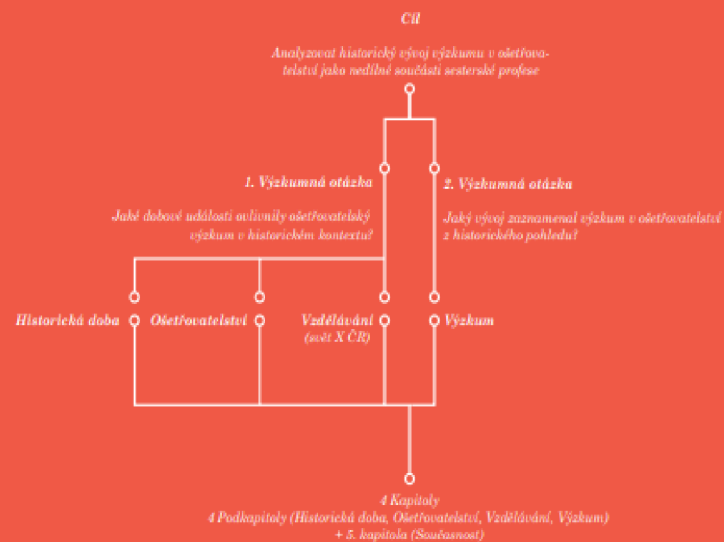 Cíl
Analyzovat historický vývoj výzkumu v ošetřova-
telství jako nedílné součásti sesterské profese
1. Výzkumná otázka
2. Výzkumná otázka
Jaké dobové události ovlivnily ošetřovatelský
výzkum v historickém kontextu?
Jaký vývoj zaznamenal výzkum v ošetřovatelství
z historického pohledu?
Historická doba
Ošetřovatelství
Vzdělávání
(svět X ČR)
Výzkum
4 Kapitoly
4 Podkapitoly (Historická doba, Ošetřovatelství, Vzdělávání, Výzkum)
+ 5. kapitola (Současnost)